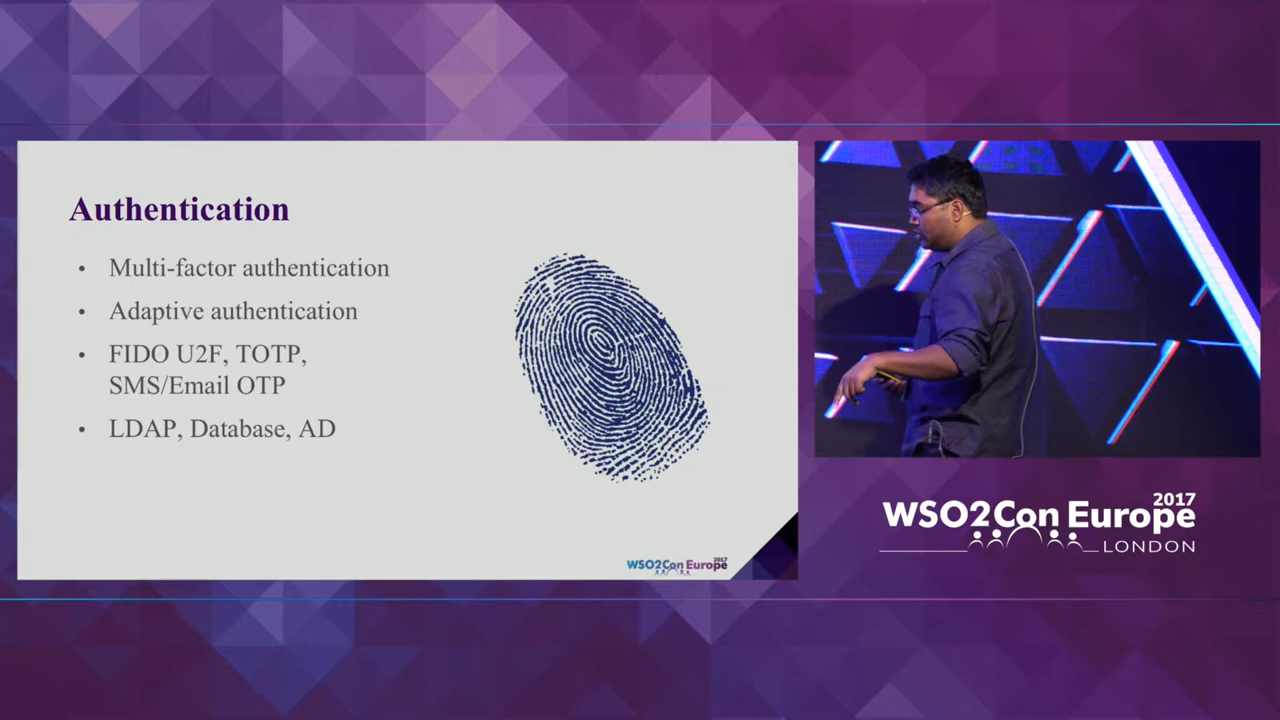 Authentication
• Multi-factor authentication
• Adaptive authentication
• FIDO U2F, TOTP,
SMS/Email OTP
• LDAP, Database, AD
2017
WSO2Con Europe
2017
WSO2Con Europe
LONDON